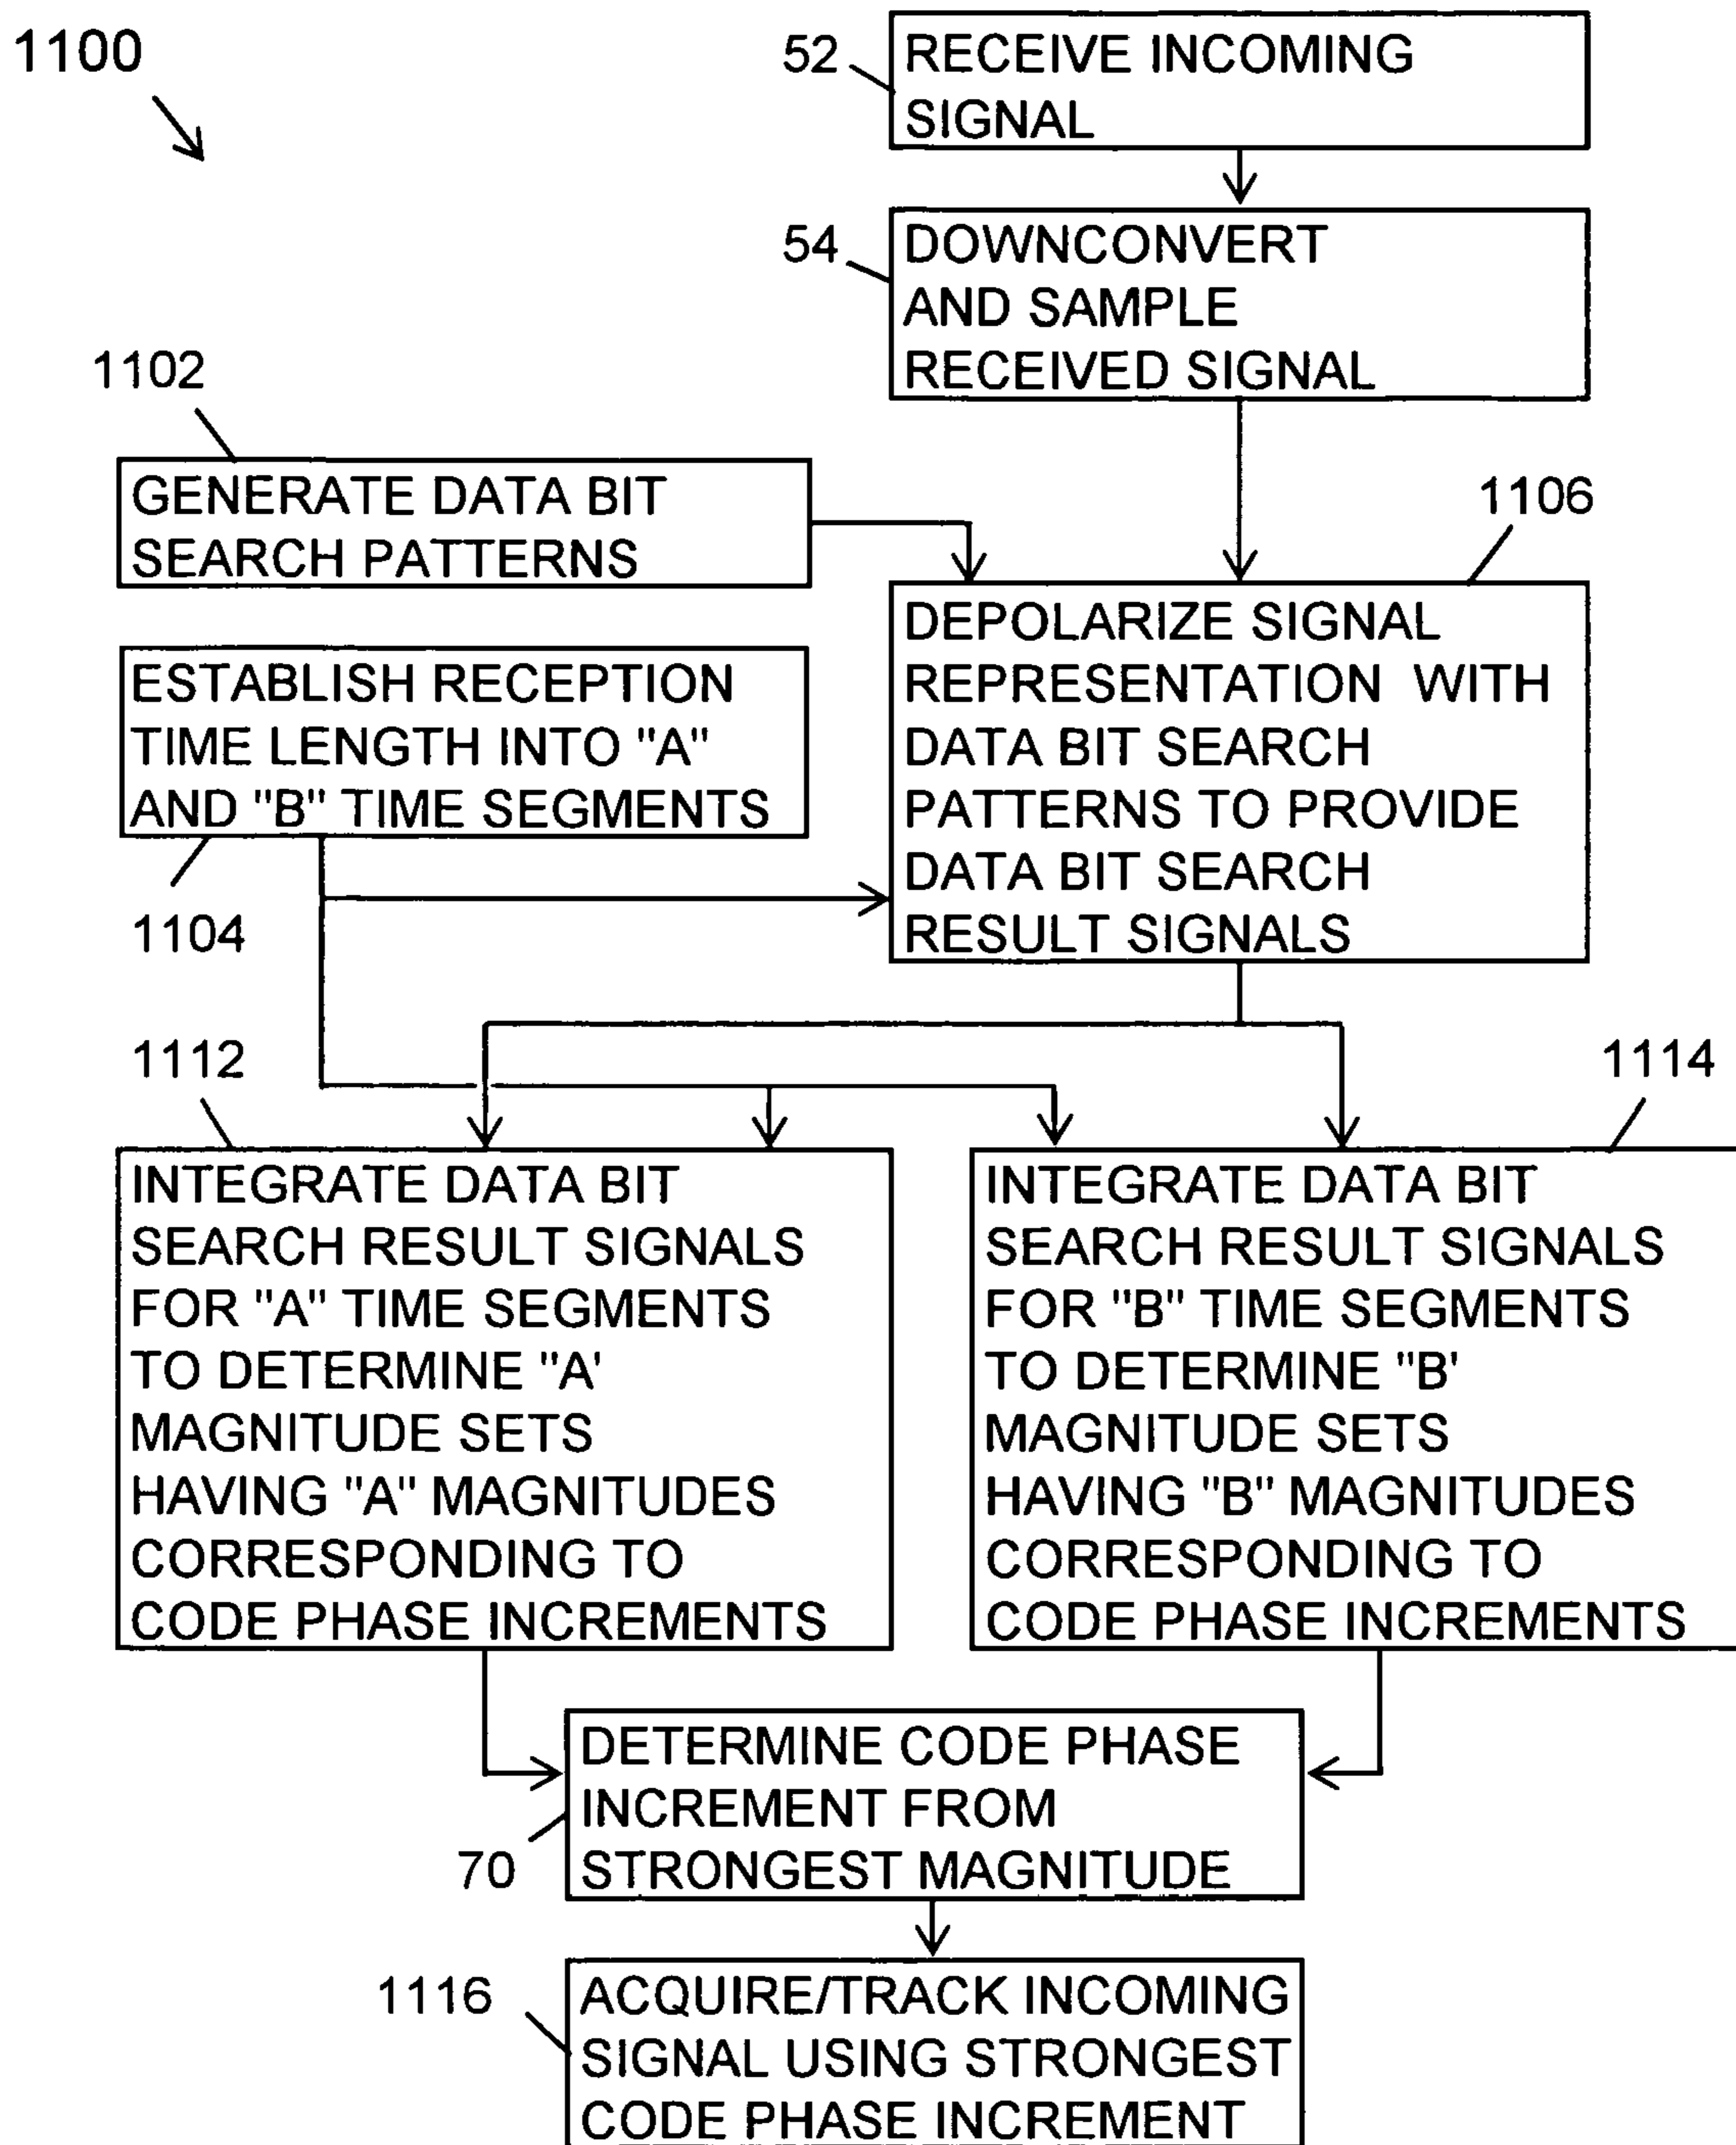 1100
52
RECEIVE INCOMING
SIGNAL
54
DOWNCONVERT
AND SAMPLE
RECEIVED SIGNAL
1102
GENERATE DATA BIT
SEARCH PATTERNS
1106
DEPOLARIZE SIGNAL
REPRESENTATION WITH
DATA BIT SEARCH
PATTERNS TO PROVIDE
DATA BIT SEARCH
RESULT SIGNALS
ESTABLISH RECEPTION
TIME LENGTH INTO "A"
AND "B" TIME SEGMENTS
1104
1112
INTEGRATE DATA BIT
SEARCH RESULT SIGNALS
FOR "A" TIME SEGMENTS
TO DETERMINE "A'
MAGNITUDE SETS
HAVING "A" MAGNITUDES
CORRESPONDING TO
CODE PHASE INCREMENTS
1114
INTEGRATE DATA BIT
SEARCH RESULT SIGNALS
FOR "B" TIME SEGMENTS
TO DETERMINE "B'
MAGNITUDE SETS
HAVING "B" MAGNITUDES
CORRESPONDING TO
CODE PHASE INCREMENTS
DETERMINE CODE PHASE
INCREMENT FROM
STRONGEST MAGNITUDE
70
1116
ACQUIRE/TRACK INCOMING
SIGNAL USING STRONGEST
CODE PHASE INCREMENT